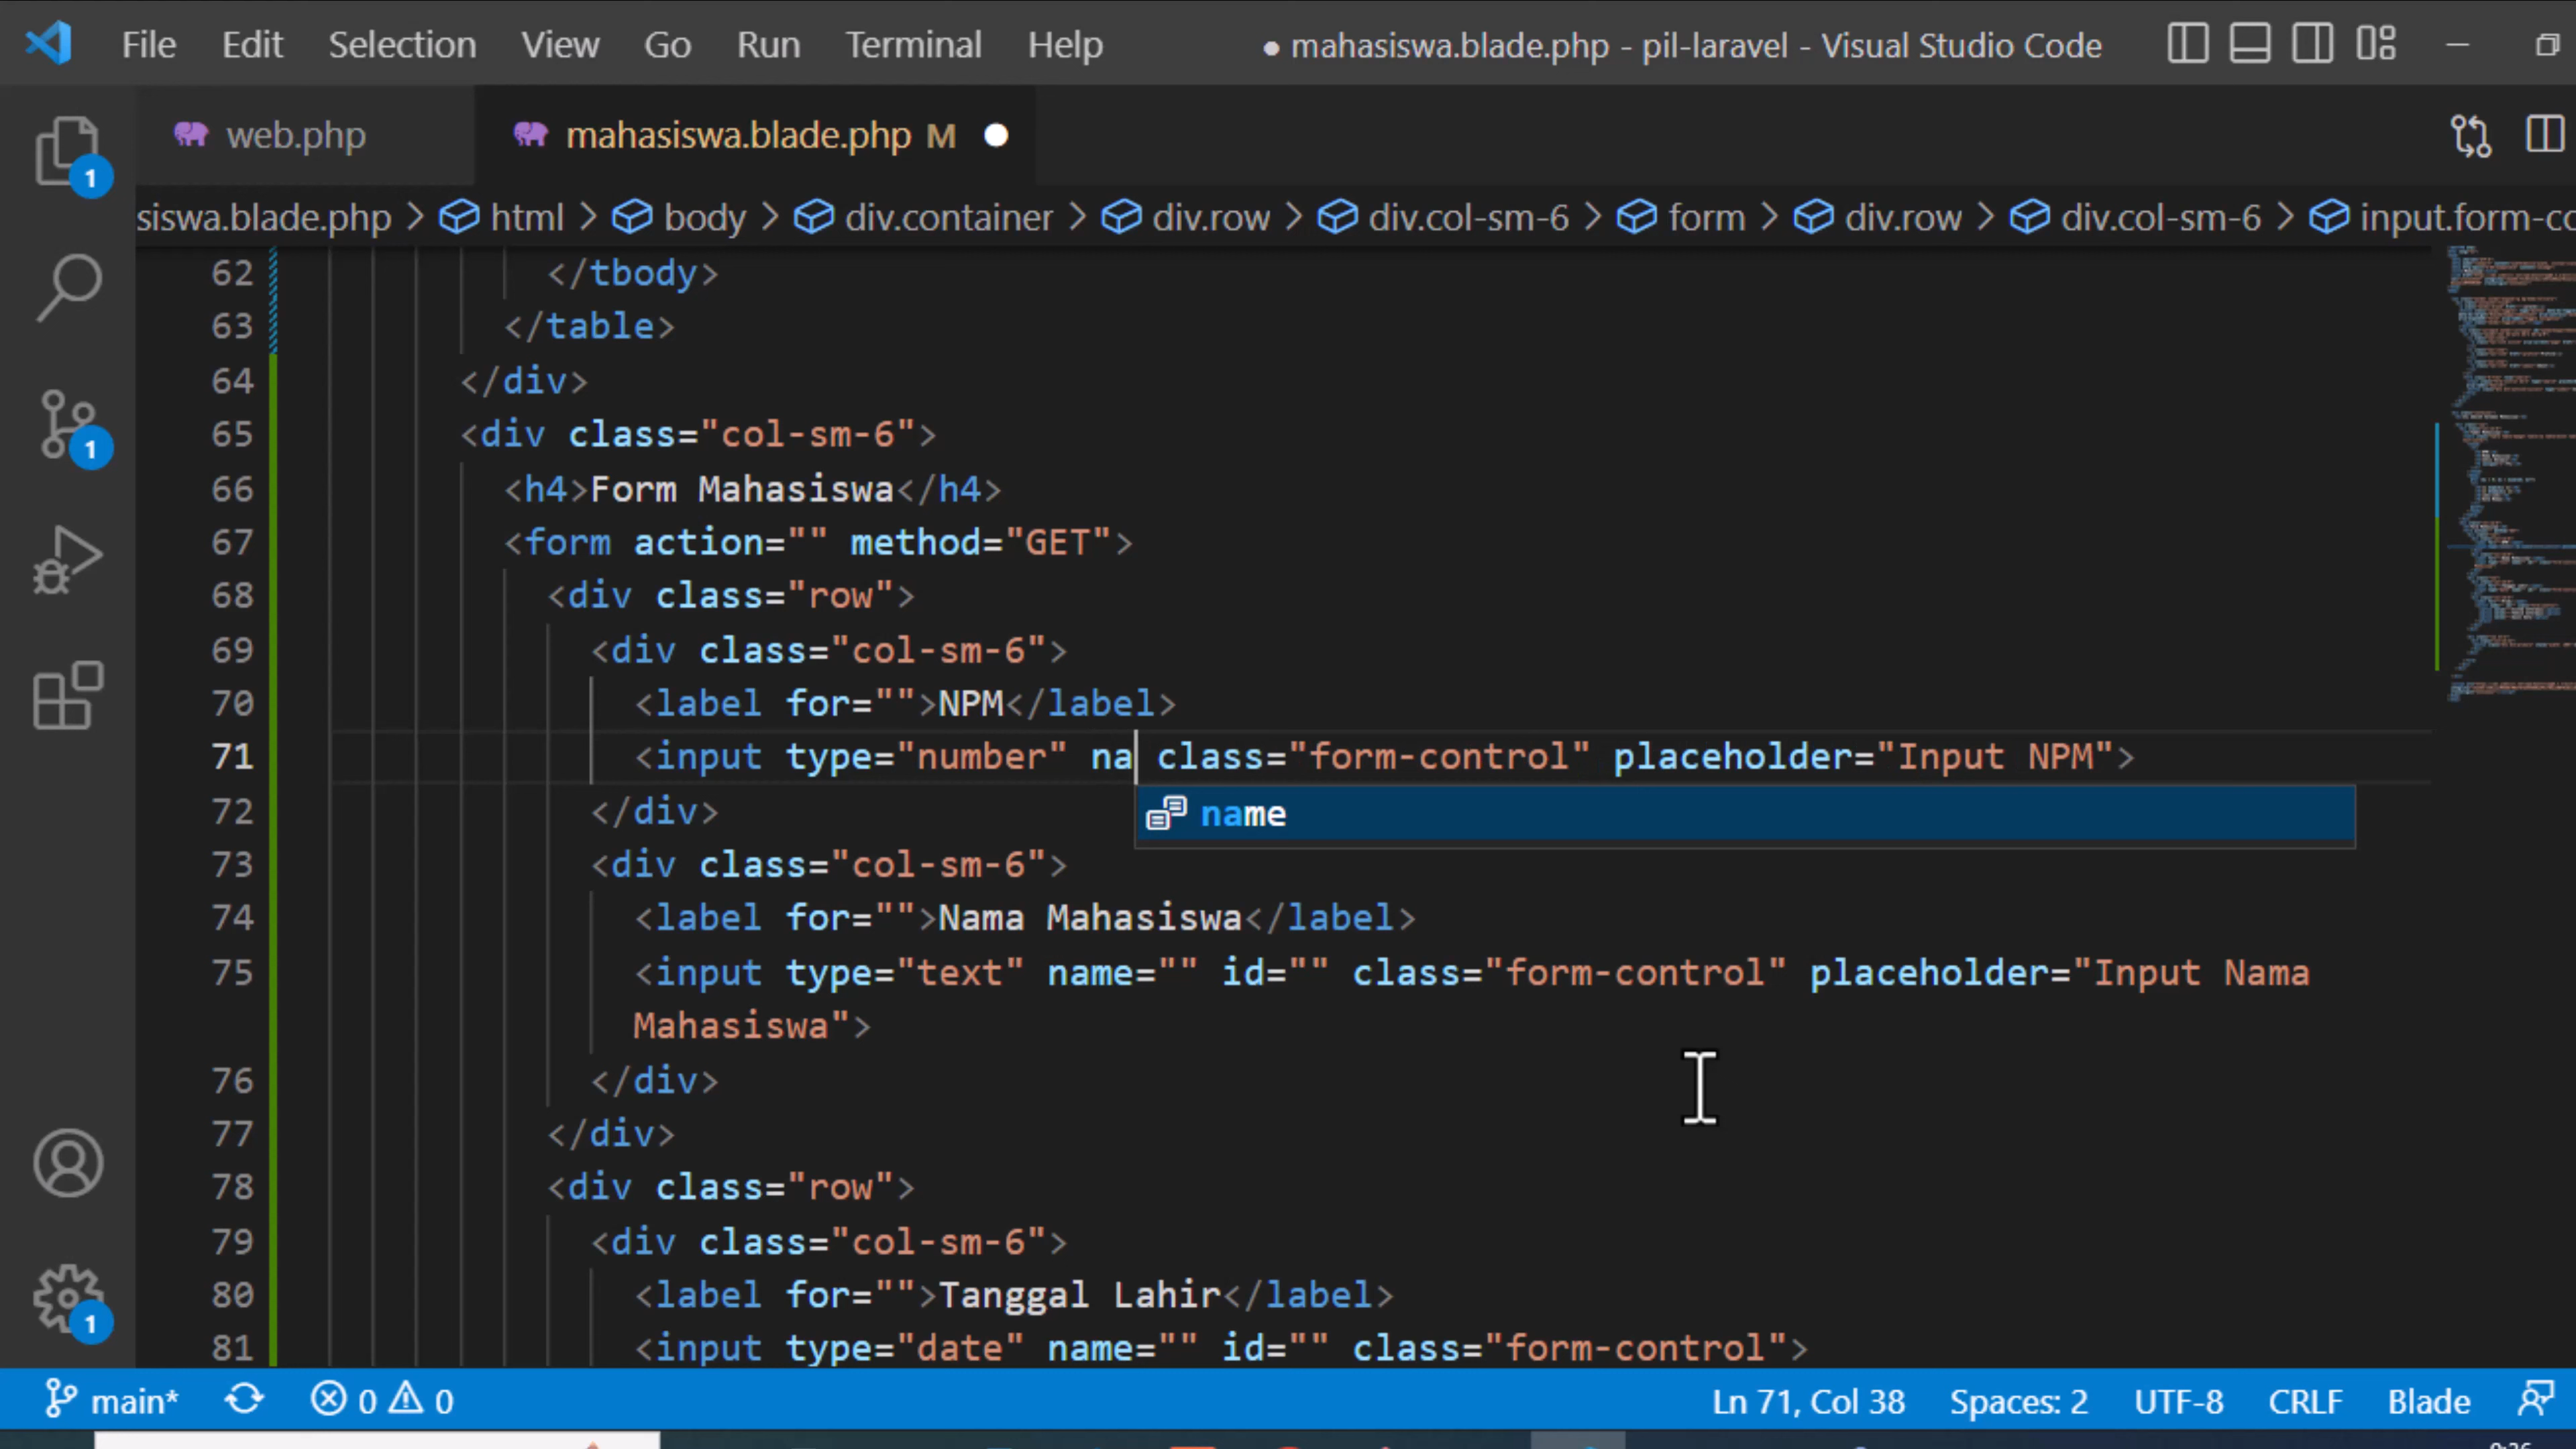 File Edit Selection View Go Run Terminal Help ● mahasiswa.blade.php - pil-laravel - Visual Studio Code
web.php mahasiswa.blade.php M
siswa.blade.php > html > body > div.container > div.row > div.col-sm-6 > form > div.row > div.col-sm-6 > input.form-co
62 </tbody>
63 </table>
64 </div>
65 <div class="col-sm-6">
66 <h4>Form Mahasiswa</h4>
67 <form action="" method="GET">
68 <div class="row">
69 <div class="col-sm-6">
70 <label for="">NPM</label>
71 <input type="number" na class="form-control" placeholder="Input NPM">
name
72 </div>
73 <div class="col-sm-6">
74 <label for="">Nama Mahasiswa</label>
75 <input type="text" name="" id="" class="form-control" placeholder="Input Nama
Mahasiswa">
76 </div>
77 </div>
78 <div class="row">
79 <div class="col-sm-6">
80 <label for="">Tanggal Lahir</label>
81 <input type="date" name="" id="" class="form-control">
1
1
1
main* 0 0 Ln 71, Col 38 Spaces: 2 UTF-8 CRLF Blade